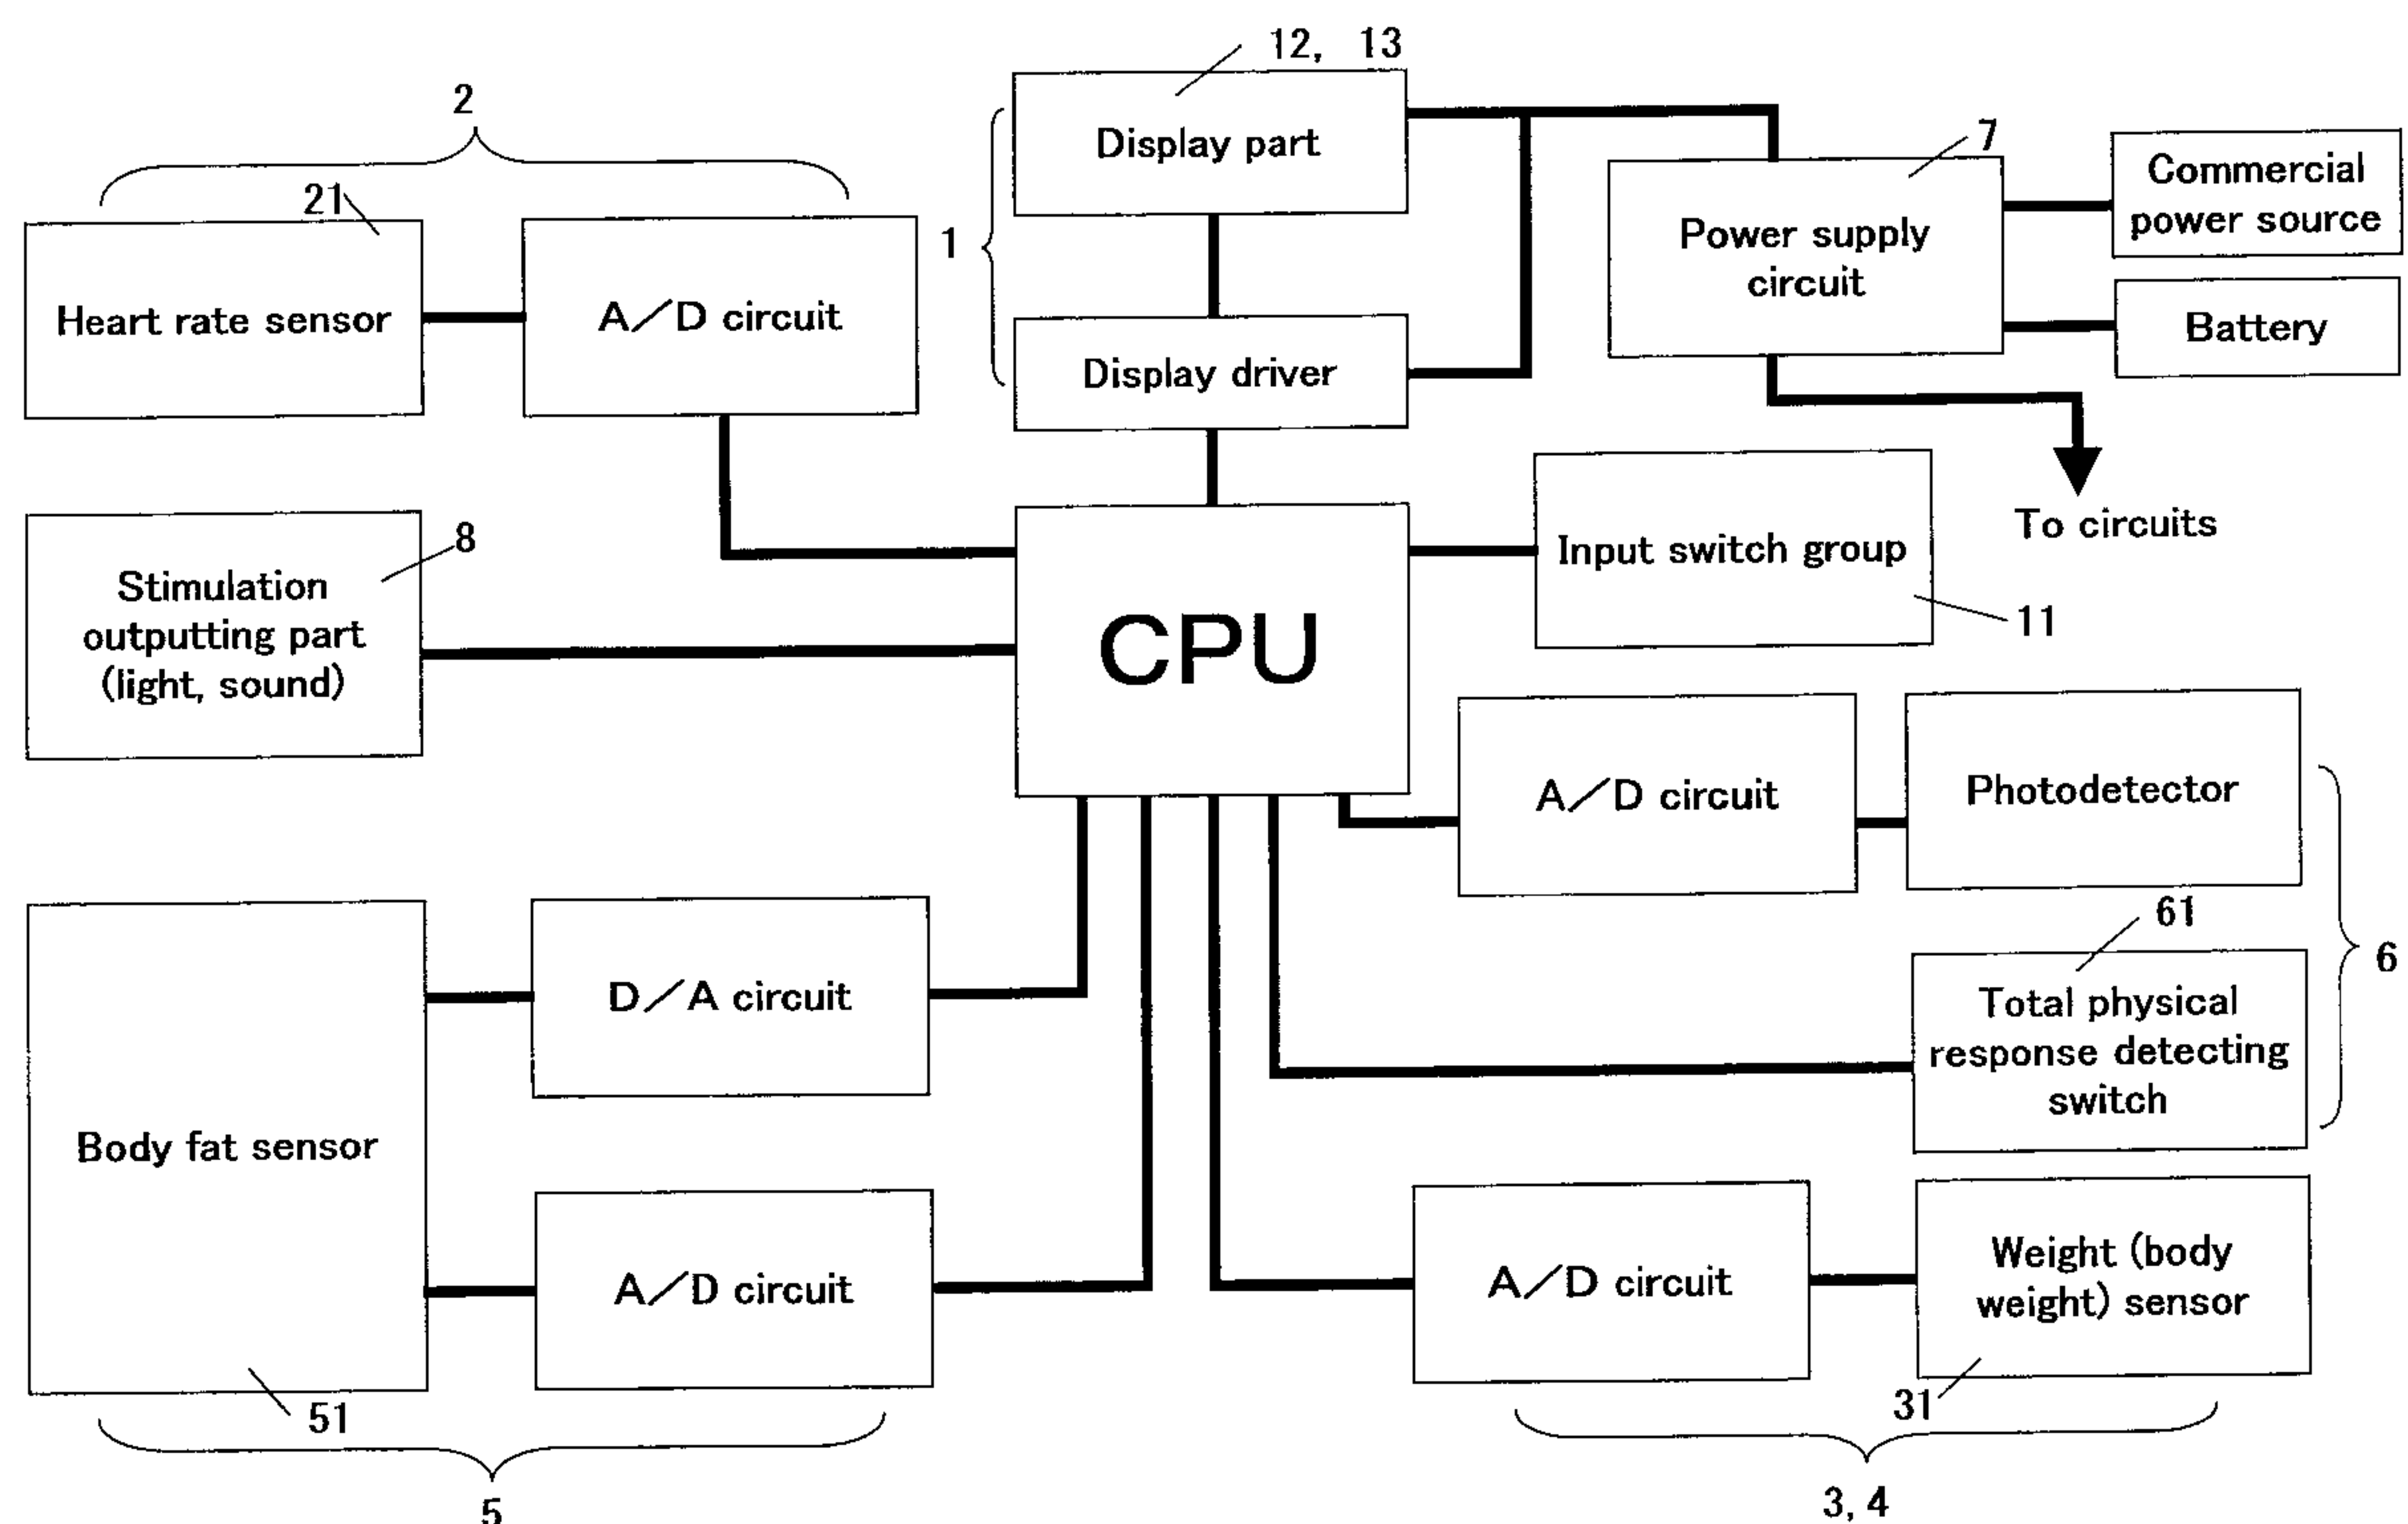 12, 13
2
Display part
7
Commercial
power source
21
1
Power supply
circuit
Heart rate sensor
A／D circuit
Battery
Display driver
To circuits
8
Input switch group
Stimulation
outputting part
(light, sound)
11
CPU
A／D circuit
Photodetector
61
6
D／A circuit
Total physical
response detecting
switch
Body fat sensor
A／D circuit
A／D circuit
Weight (body
weight) sensor
51
31
5
3, 4